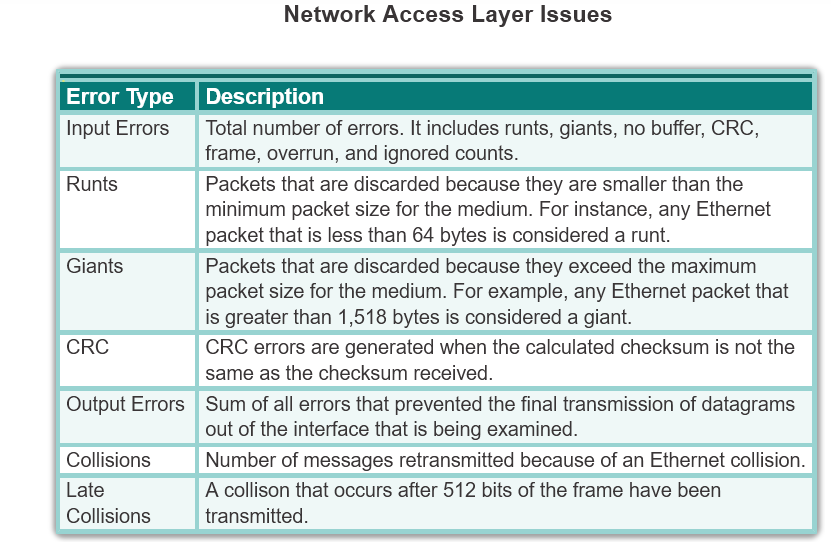 Network Access Layer Issues
Error Type Description
Input Errors Total number of errors. It includes runts, giants, no buffer, CRC,
frame, overrun, and ignored counts.
Runts Packets that are discarded because they are smaller than the
minimum packet size for the medium. For instance, any Ethernet
packet that is less than 64 bytes is considered a runt.
Giants Packets that are discarded because they exceed the maximum
packet size for the medium. For example, any Ethernet packet that
is greater than 1,518 bytes is considered a giant.
CRC CRC errors are generated when the calculated checksum is not the
same as the checksum received.
Output Errors Sum of all errors that prevented the final transmission of datagrams
out of the interface that is being examined.
Collisions Number of messages retransmitted because of an Ethernet collision.
Late A collison that occurs after 512 bits of the frame have been
Collisions transmitted.